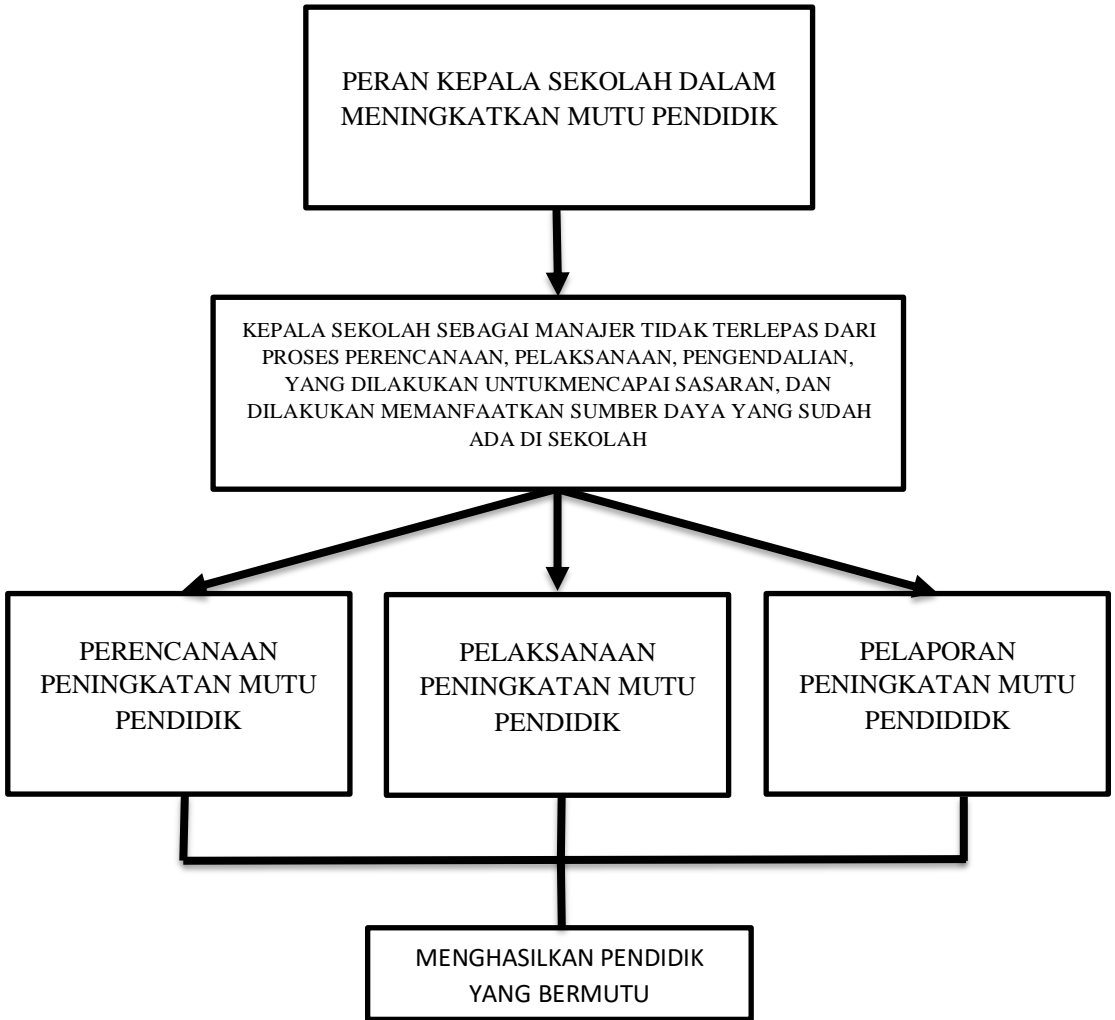 PERAN KEPALA SEKOLAH DALAM
MENINGKATKAN MUTU PENDIDIK
KEPALA SEKOLAH SEBAGAI MANAJER TIDAK TERLEPAS DARI
PROSES PERENCANAAN, PELAKSANAAN, PENGENDALIAN,
YANG DILAKUKAN UNTUKMENCAPAI SASARAN, DAN
DILAKUKAN MEMANFAATKAN SUMBER DAYA YANG SUDAH
ADA DI SEKOLAH
PERENCANAAN
PENINGKATAN MUTU
PENDIDIK
PELAKSANAAN
PENINGKATAN MUTU
PENDIDIK
PELAPORAN
PENINGKATAN MUTU
PENDIDIDK
MENGHASILKAN PENDIDIK
YANG BERMUTU